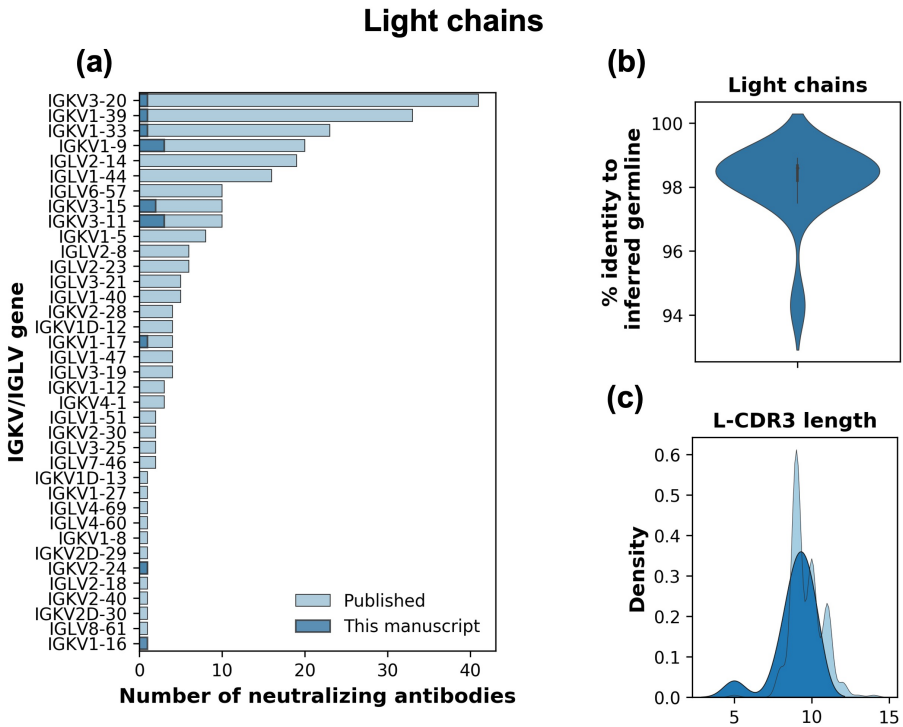 Light chains
(a)
IGKV3-20
IGKV1-39
IGKV1-33
IGKV1-9
IGLV2-14
IGLV1-44
IGLV6-57
IGKV3-15
IGKV3-11
IGKV1-5
IGLV2-8
IGLV2-23
IGLV3-21
IGLV1-40
IGKV2-28
IGKV1D-12
IGKV1-17
IGLV1-47
IGLV3-19
IGKV1-12
IGKV4-1
IGLV1-51
IGKV2-30
IGLV3-25
IGLV7-46
IGKV1D-13
IGKV1-27
IGLV4-69
IGLV4-60
IGKV1-8
IGKV2D-29
IGKV2-24
IGLV2-18
IGKV2-40
IGKV2D-30
IGLV8-61
IGKV1-16
IGKV/IGLV gene
0 10 20 30 40
Number of neutralizing antibodies
Published
This manuscript
(b)
Light chains
100
98
96
94
% identity to
inferred germline
(c)
L-CDR3 length
0.6
0.5
0.4
0.3
0.2
0.1
0.0
Density
5 10 15